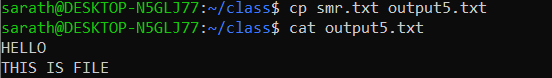 sarath@DESKTOP-N5GLJ77:~/class$ cp smr.txt output5.txt
sarath@DESKTOP-N5GLJ77:~/class$ cat output5.txt
HELLO
THIS IS FILE